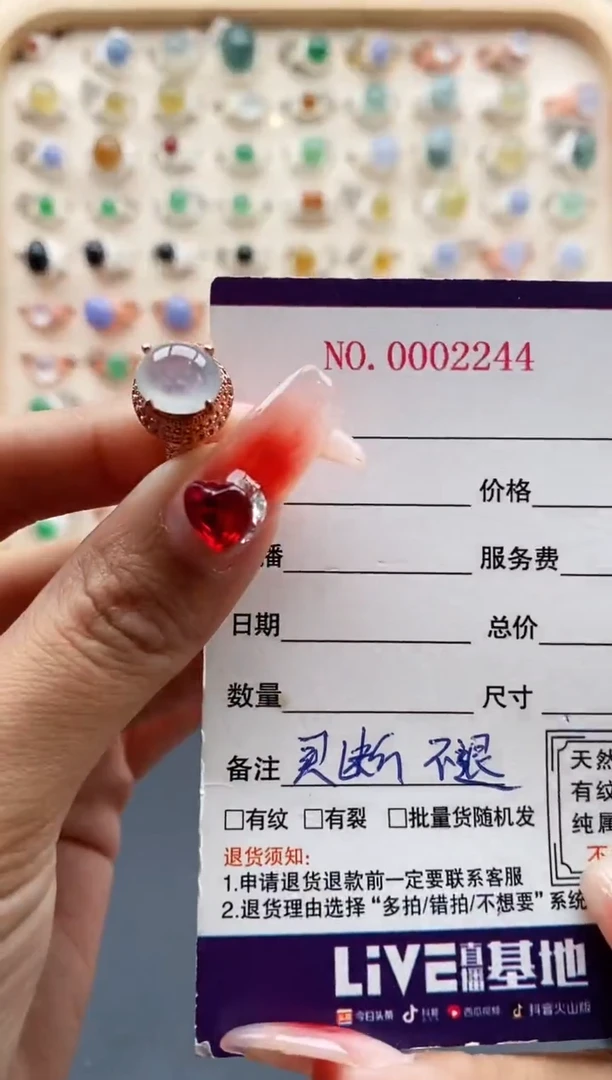 NO. 0002244
价格
播
服务费
日期
总价
数量
尺寸
备注 买断 不退
天然
有纹
纯属
不
□有纹 □有裂 □批量货随机发
退货须知:
1.申请退货退款前一定要联系客服
2.退货理由选择“多拍/错拍/不想要”系统
LiVE直播基地
今日头条 抖音 西瓜视频 抖音火山版